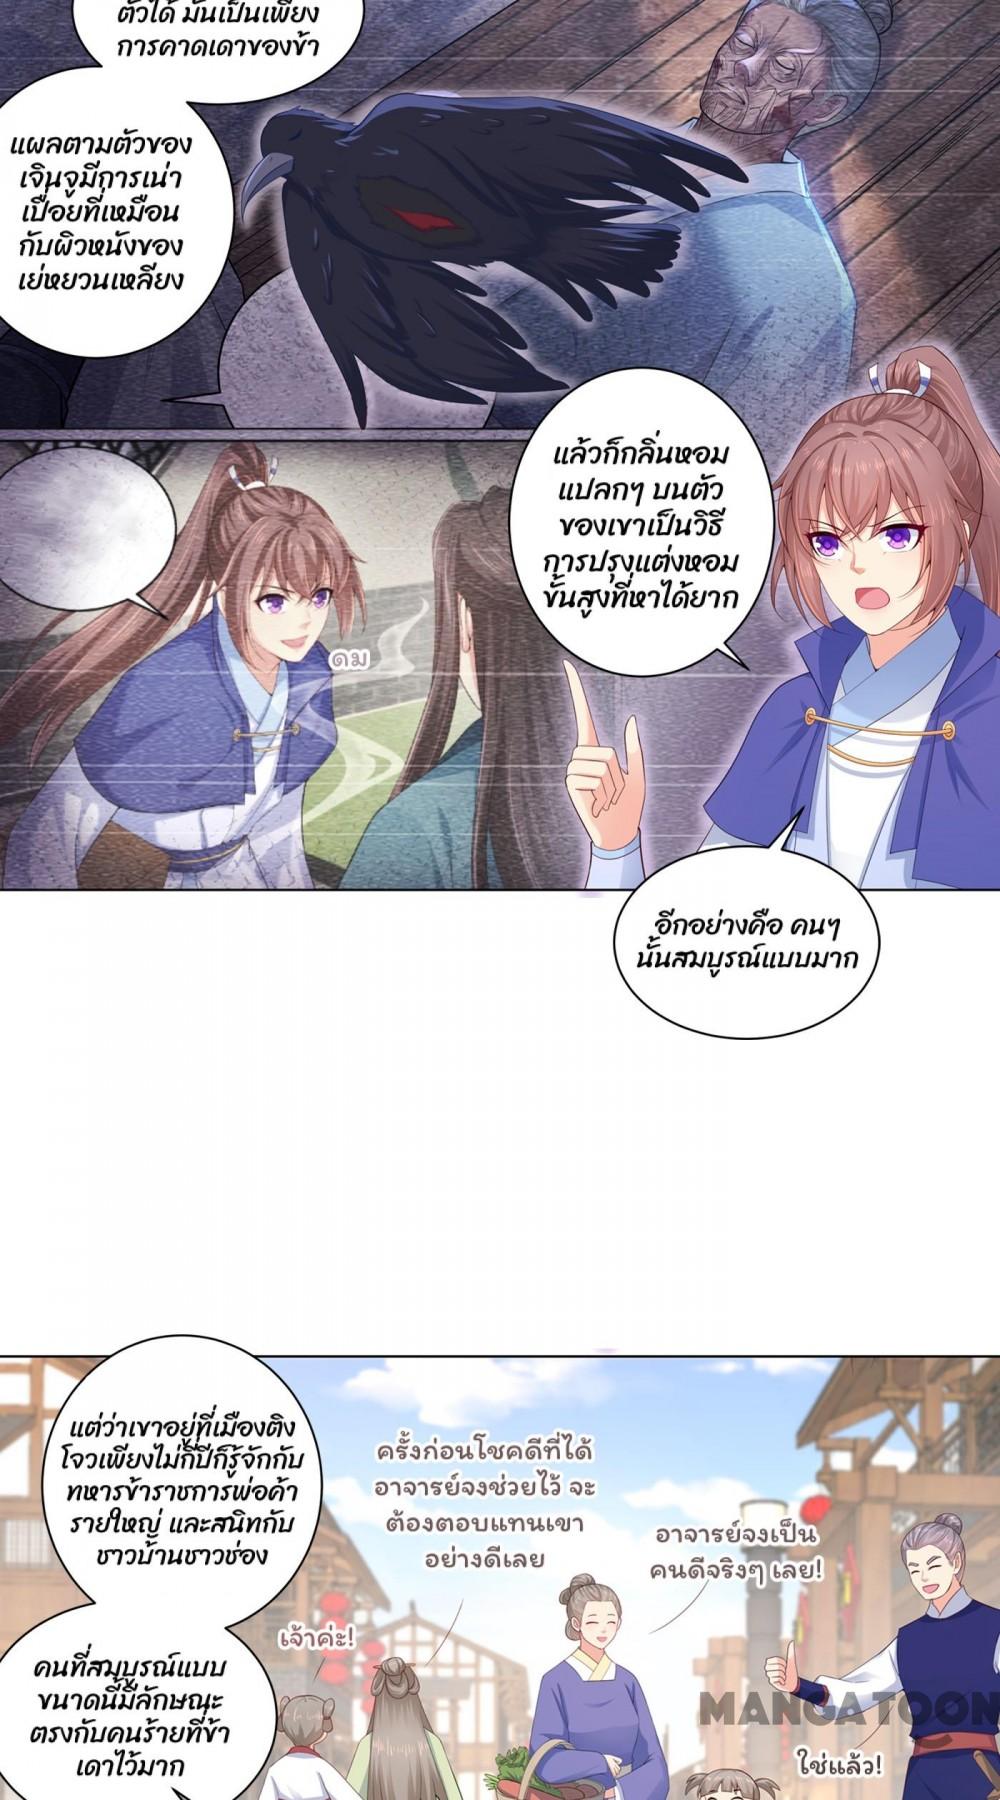 ตัวได้ มันเป็นเพียง
การคาดเดาของข้า
แผลตามตัวของ
เจินจูมีการเน่า
เปื่อยที่เหมือน
กับผิวหนังของ
เย่หยวนเหลียง
แล้วก็กลิ่นหอม
แปลกๆ บนตัว
ของเขาเป็นวิธี
การปรุงแต่งหอม
ขั้นสูงที่หาได้ยาก
ดม
อีกอย่างคือ คนๆ
นั้นสมบูรณ์แบบมาก
แต่ว่าเขาอยู่ที่เมืองติง
โจวเพียงไม่กี่ปีก็รู้จักกับ
ทหารข้าราชการพ่อค้า
รายใหญ่ และสนิทกับ
ชาวบ้านชาวช่อง
ครั้งก่อนโชคดีที่ได้
อาจารย์จงช่วยไว้ จะ
ต้องตอบแทนเขา
อย่างดีเลย
อาจารย์จงเป็น
คนดีจริงๆ เลย!
เจ้าค่ะ!
คนที่สมบูรณ์แบบ
ขนาดนี้มีลักษณะ
ตรงกับคนร้ายที่ข้า
เดาไว้มาก
MANGATOON
ใช่แล้ว!